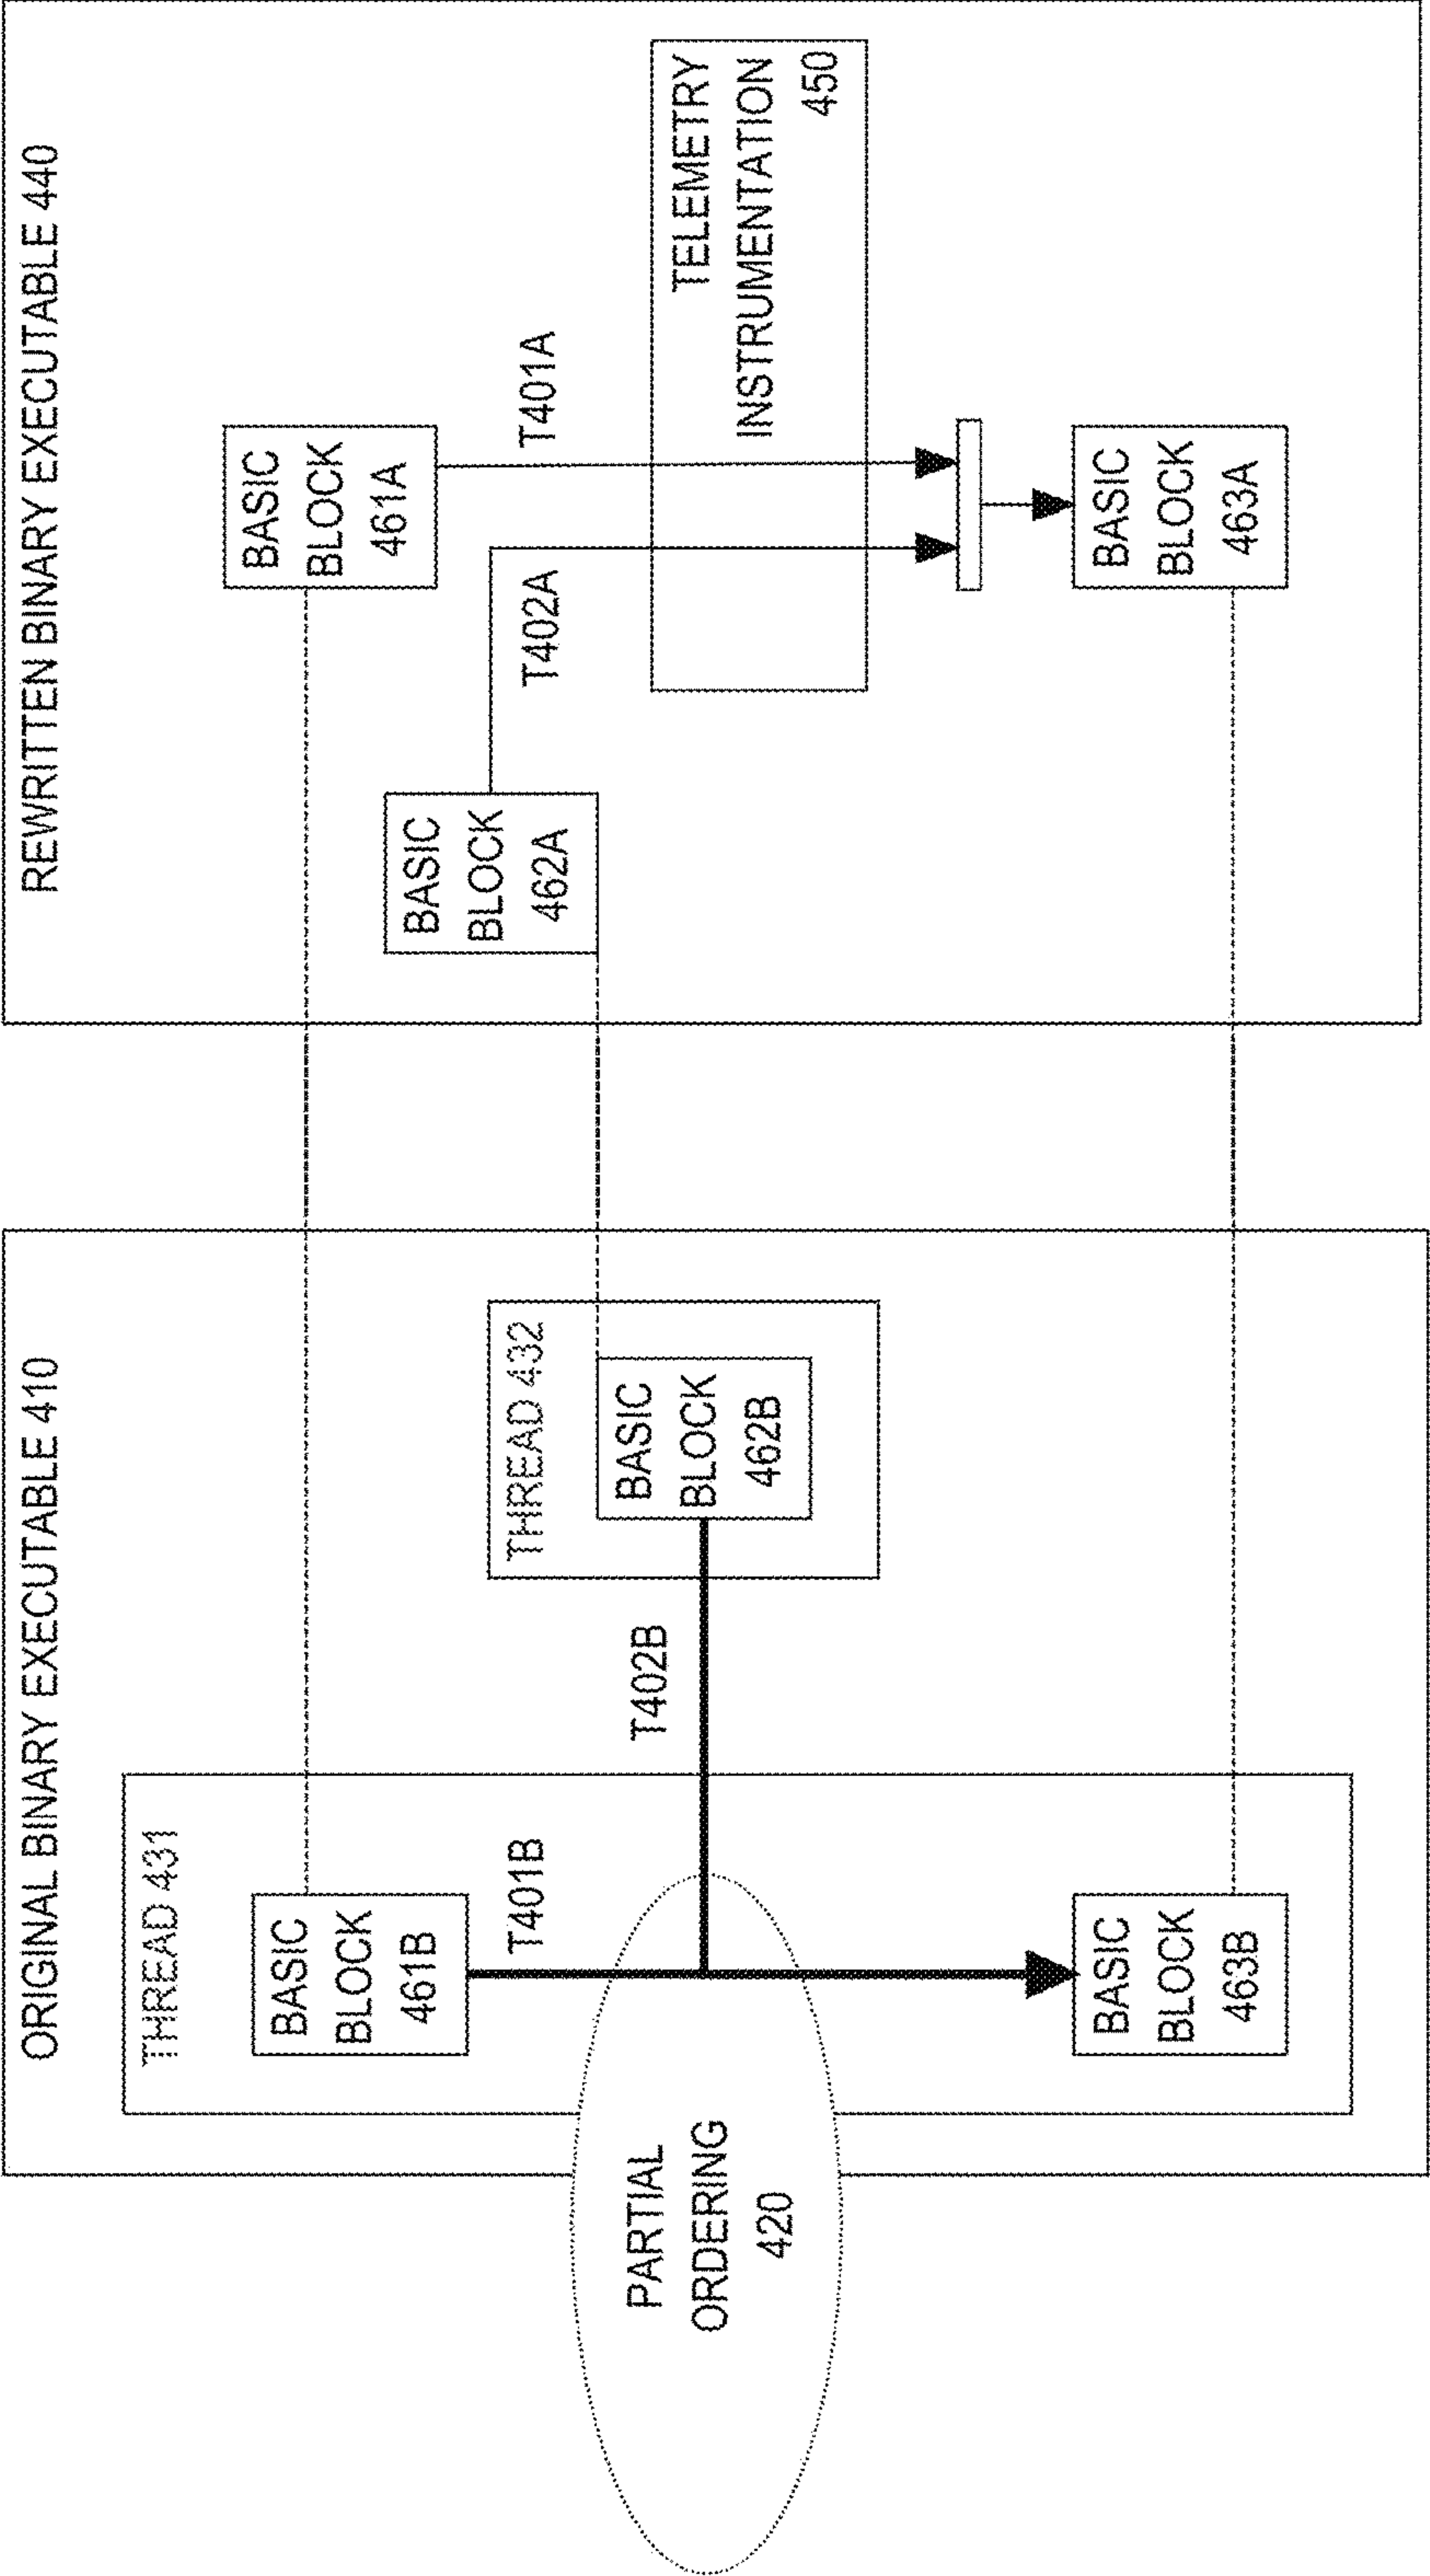 ORIGINAL BINARY EXECUTABLE 410
THREAD 431
BASIC
BLOCK
461B
T401B
PARTIAL
ORDERING
420
BASIC
BLOCK
463B
T402B
THREAD 432
BASIC
BLOCK
462B
REWRITTEN BINARY EXECUTABLE 440
BASIC
BLOCK
461A
BASIC
BLOCK
462A
T402A
T401A
TELEMETRY
INSTRUMENTATION
450
BASIC
BLOCK
463A